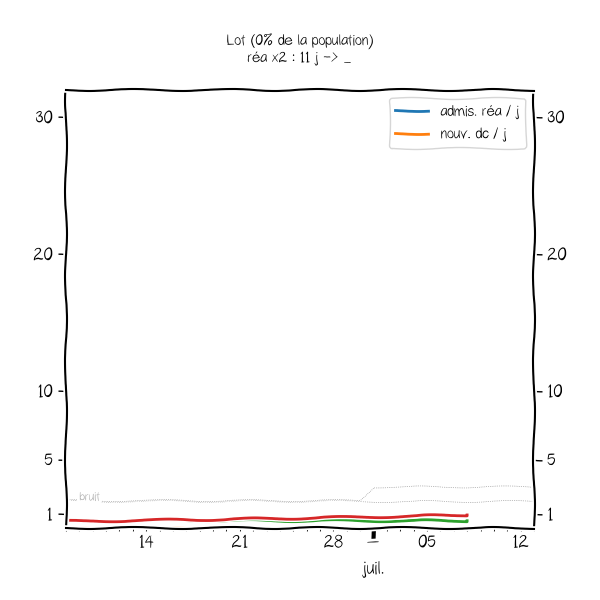 Lot (0% de la population)
réa x2 : 11 j -> _
admis. réa / j
nouv. dc / j
30
30
20
20
10
10
5
5
bruit
1
1
14
21
28
05
12
juil.